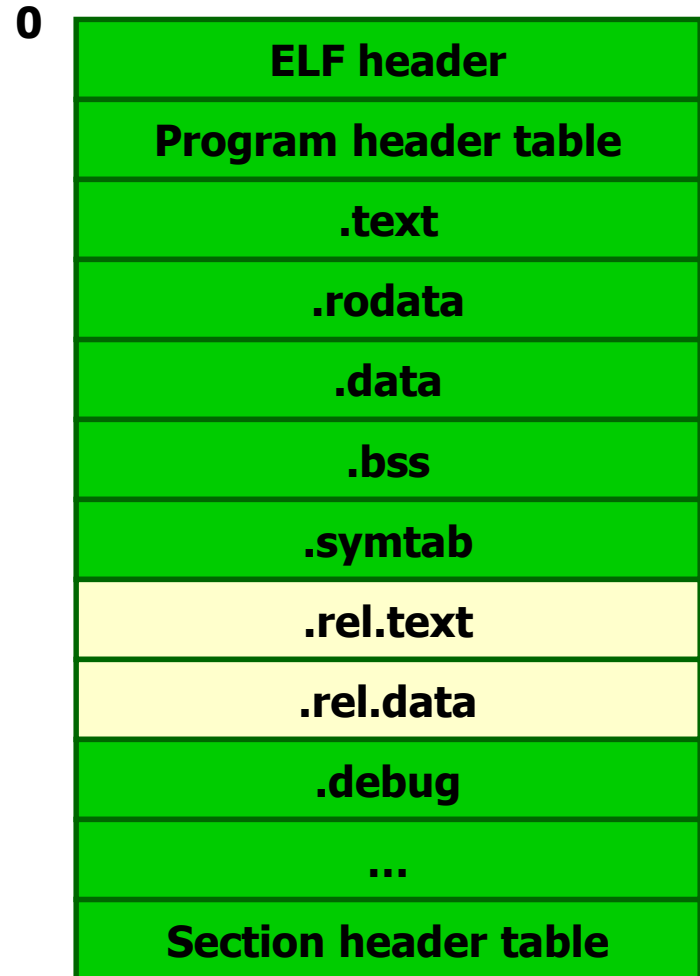 0
ELF header
Program header table
.text
.rodata
.data
.bss
.symtab
.rel.text
.rel.data
.debug
...
Section header table